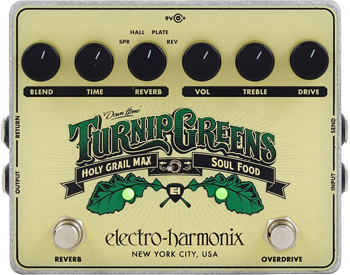 9V
HALL PLATE
SPR REV
BLEND TIME REVERB VOL TREBLE DRIVE
RETURN
SEND
"Down Home"
TURNIP GREENS
HOLY GRAIL MAX SOUL FOOD
OUTPUT
INPUT
EH
electro-harmonix
NEW YORK CITY, USA
REVERB OVERDRIVE